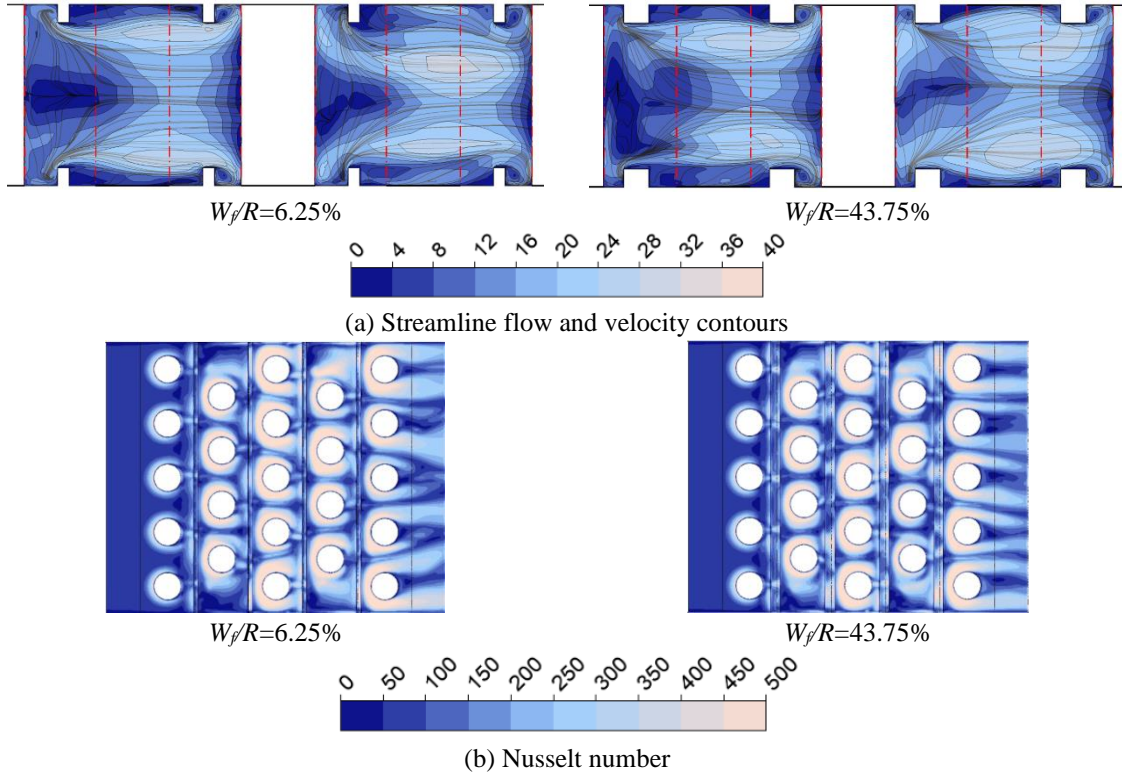 W_f/R=6.25% W_f/R=43.75%
0 4 8 12 16 20 24 28 32 36 40
(a) Streamline flow and velocity contours
W_f/R=6.25% W_f/R=43.75%
0 50 100 150 200 250 300 350 400 450 500
(b) Nusselt number